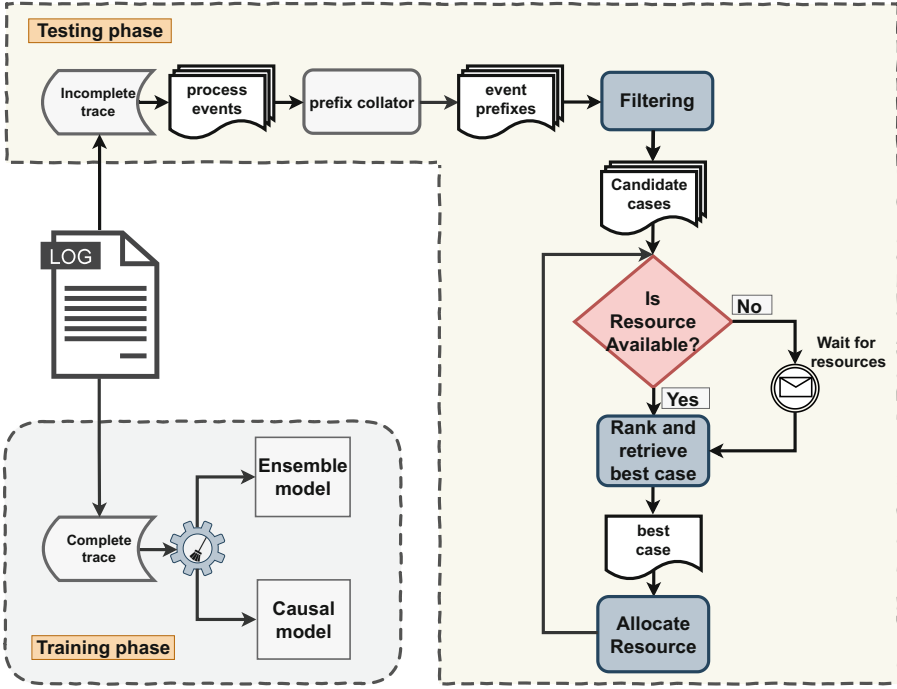 Testing phase
Incomplete
trace
process
events
prefix collator
event
prefixes
Filtering
Candidate
cases
LOG
Is
Resource
Available?
No
Wait for
resources
Yes
Rank and
retrieve
best case
best
case
Allocate
Resource
Ensemble
model
Complete
trace
Causal
model
Training phase